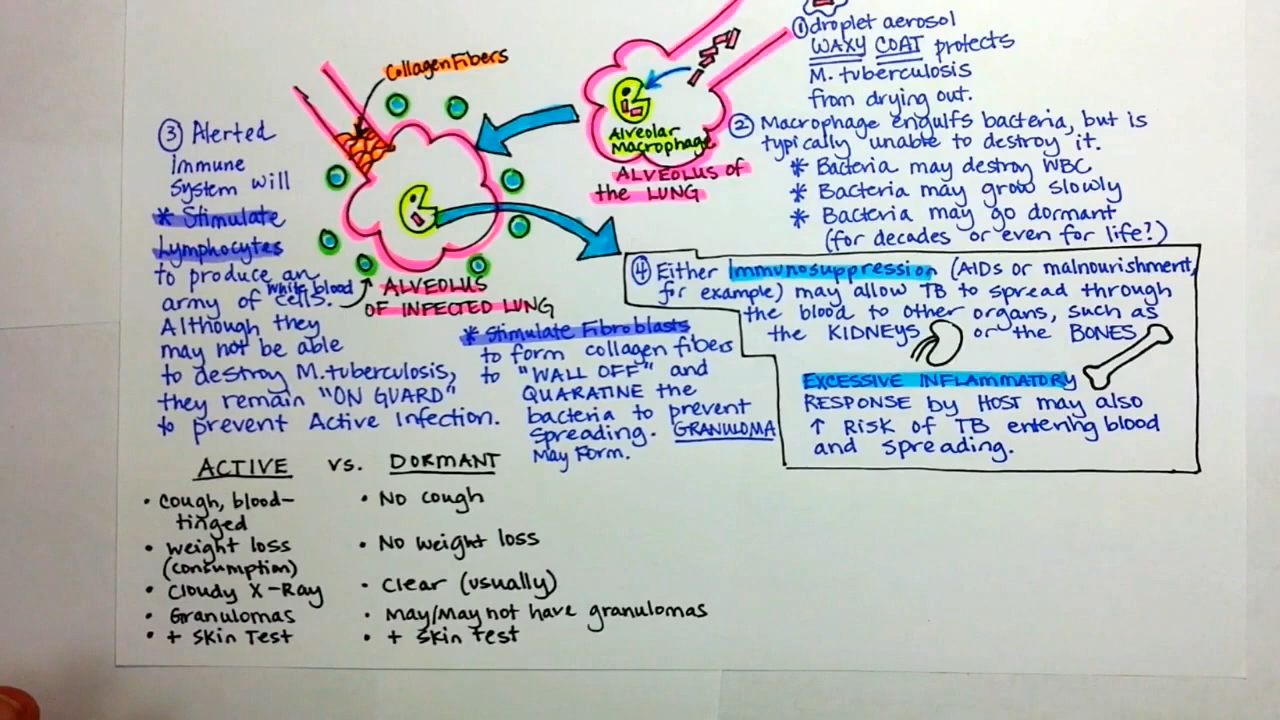 ① droplet aerosol
WAXY COAT protects
M. tuberculosis
from drying out.
② Macrophage engulfs bacteria, but is
typically unable to destroy it.
* Bacteria may destroy WBC
* Bacteria may grow slowly
* Bacteria may go dormant
(for decades or even for life?)
Collagen Fibers
Alveolar
Macrophage
ALVEOLUS of
the LUNG
③ Alerted
Immune
System will
* Stimulate
Lymphocytes
to produce an
army of white blood cells.
Although they
may not be able
to destroy M. tuberculosis,
they remain "ON GUARD"
to prevent Active Infection.
ALVEOLUS
OF INFECTED LUNG
* Stimulate Fibroblasts
to form collagen fibers
to "WALL OFF" and
QUARATINE the
bacteria to prevent
Spreading. GRANULOMA
May Form.
④ Either Immunosuppression (AIDs or malnourishment,
for example) may allow TB to spread through
the blood to other organs, such as
the KIDNEYS or the BONES
EXCESSIVE INFLAMMATORY
RESPONSE by HOST may also
↑ RISK OF TB entering blood
and spreading.
ACTIVE vs. DORMANT
• cough, blood-
tinged
• No cough
• weight loss
(consumption)
• No weight loss
• Cloudy X-Ray
• Clear (usually)
• Granulomas
• May/May not have granulomas
• + Skin Test
• + Skin test